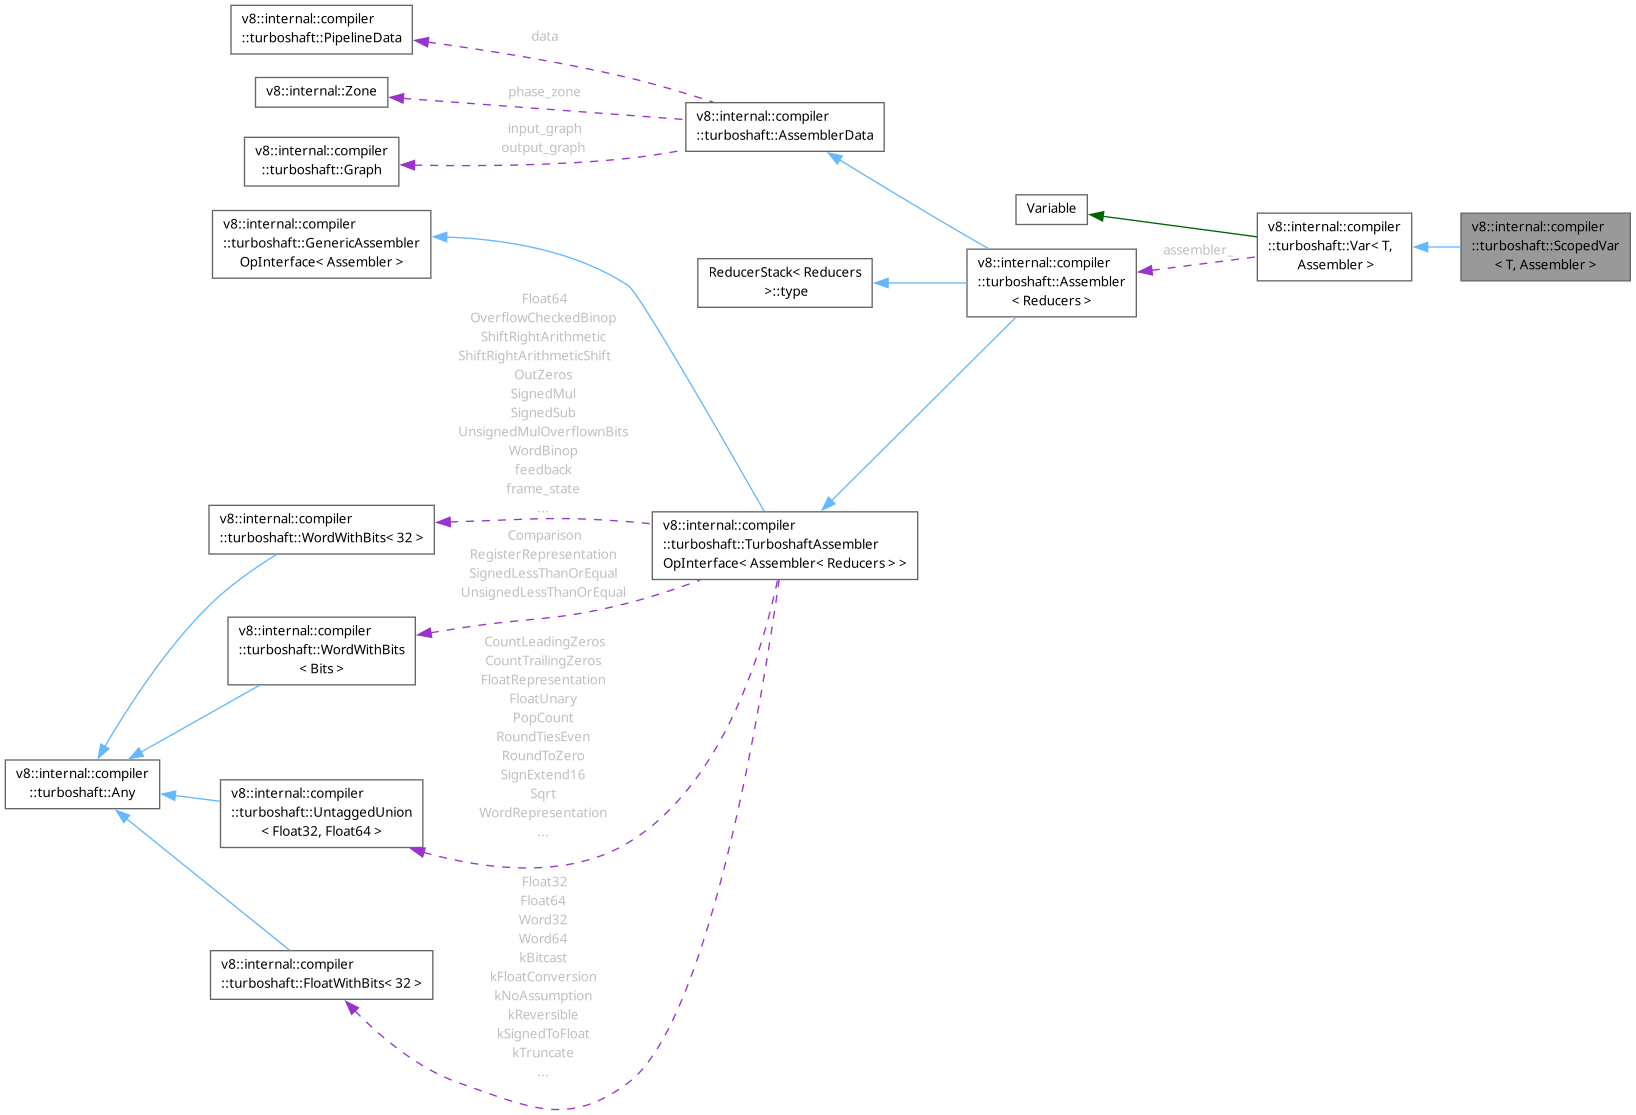 v8::internal::compiler
::turboshaft::PipelineData
data
v8::internal::Zone
phase_zone
v8::internal::compiler
::turboshaft::AssemblerData
input_graph
output_graph
v8::internal::compiler
::turboshaft::Graph
Variable
v8::internal::compiler
::turboshaft::GenericAssembler
OpInterface< Assembler >
v8::internal::compiler
::turboshaft::Var< T,
Assembler >
v8::internal::compiler
::turboshaft::ScopedVar
< T, Assembler >
assembler_
ReducerStack< Reducers
>::type
v8::internal::compiler
::turboshaft::Assembler
< Reducers >
Float64
OverflowCheckedBinop
ShiftRightArithmetic
ShiftRightArithmeticShift
OutZeros
SignedMul
SignedSub
UnsignedMulOverflownBits
WordBinop
feedback
frame_state
...
v8::internal::compiler
::turboshaft::WordWithBits< 32 >
v8::internal::compiler
::turboshaft::TurboshaftAssembler
OpInterface< Assembler< Reducers > >
Comparison
RegisterRepresentation
SignedLessThanOrEqual
UnsignedLessThanOrEqual
v8::internal::compiler
::turboshaft::WordWithBits
< Bits >
CountLeadingZeros
CountTrailingZeros
FloatRepresentation
FloatUnary
PopCount
RoundTiesEven
RoundToZero
SignExtend16
Sqrt
WordRepresentation
...
v8::internal::compiler
::turboshaft::Any
v8::internal::compiler
::turboshaft::UntaggedUnion
< Float32, Float64 >
Float32
Float64
Word32
Word64
kBitcast
kFloatConversion
kNoAssumption
kReversible
kSignedToFloat
kTruncate
...
v8::internal::compiler
::turboshaft::FloatWithBits< 32 >